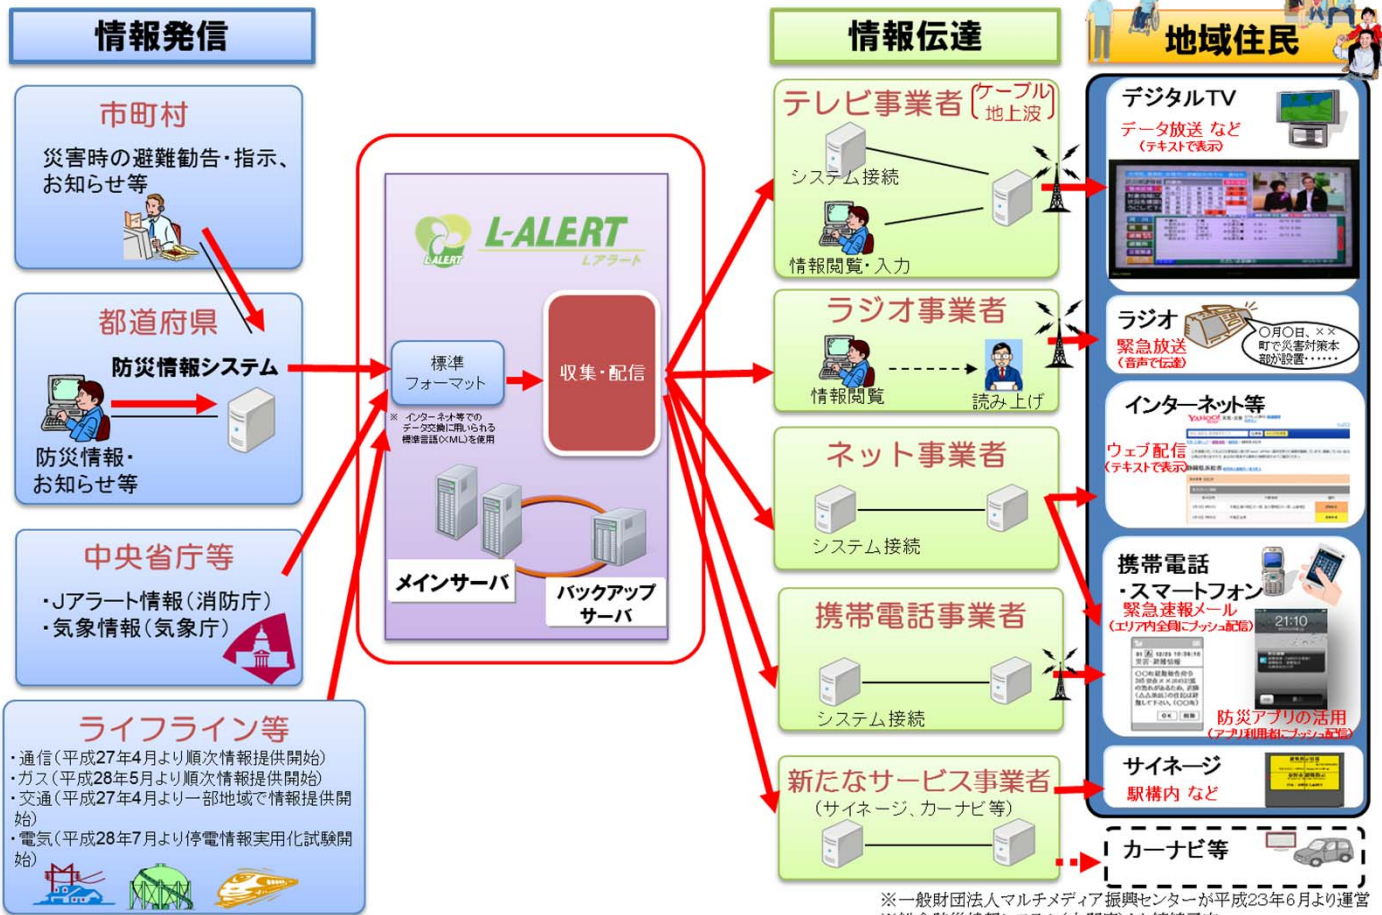 情報発信
市町村
災害時の避難勧告・指示、
お知らせ等
都道府県
防災情報システム
防災情報・
お知らせ等
中央省庁等
・Jアラート情報(消防庁)
・気象情報(気象庁)
ライフライン等
・通信(平成27年4月より順次情報提供開始)
・ガス(平成28年5月より順次情報提供開始)
・交通(平成27年4月より一部地域で情報提供開
始)
・電気(平成28年7月より停電情報実用化試験開
始)
L-ALERT
L-ALERT
Lアラート
標準
フォーマット
収集・配信
※ インターネット等での
データ交換に用いられる
標準言語(XML)を使用
メインサーバ
バックアップ
サーバ
情報伝達
テレビ事業者
ケーブル
地上波
システム接続
情報閲覧・入力
ラジオ事業者
情報閲覧
読み上げ
ネット事業者
システム接続
携帯電話事業者
システム接続
新たなサービス事業者
(サイネージ、カーナビ等)
地域住民
デジタルTV
データ放送 など
(テキストで表示)
ラジオ
緊急放送
(音声で伝達)
○月○日、××
町で災害対策本
部が設置‥‥‥
インターネット等
YAHOO!
ウェブ配信
(テキストで表示)
携帯電話
・スマートフォン
緊急速報メール
(エリア内全員にプッシュ配信)
21:10
災害・避難情報
OK
防災アプリの活用
(アプリ利用者にプッシュ配信)
サイネージ
駅構内 など
カーナビ等
※一般財団法人マルチメディア振興センターが平成23年6月より運営